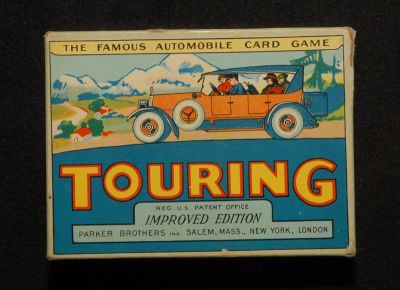 THE FAMOUS AUTOMOBILE CARD GAME
TOURING
REG. U.S. PATENT OFFICE
IMPROVED EDITION
PARKER BROTHERS INC. SALEM, MASS., NEW YORK, LONDON